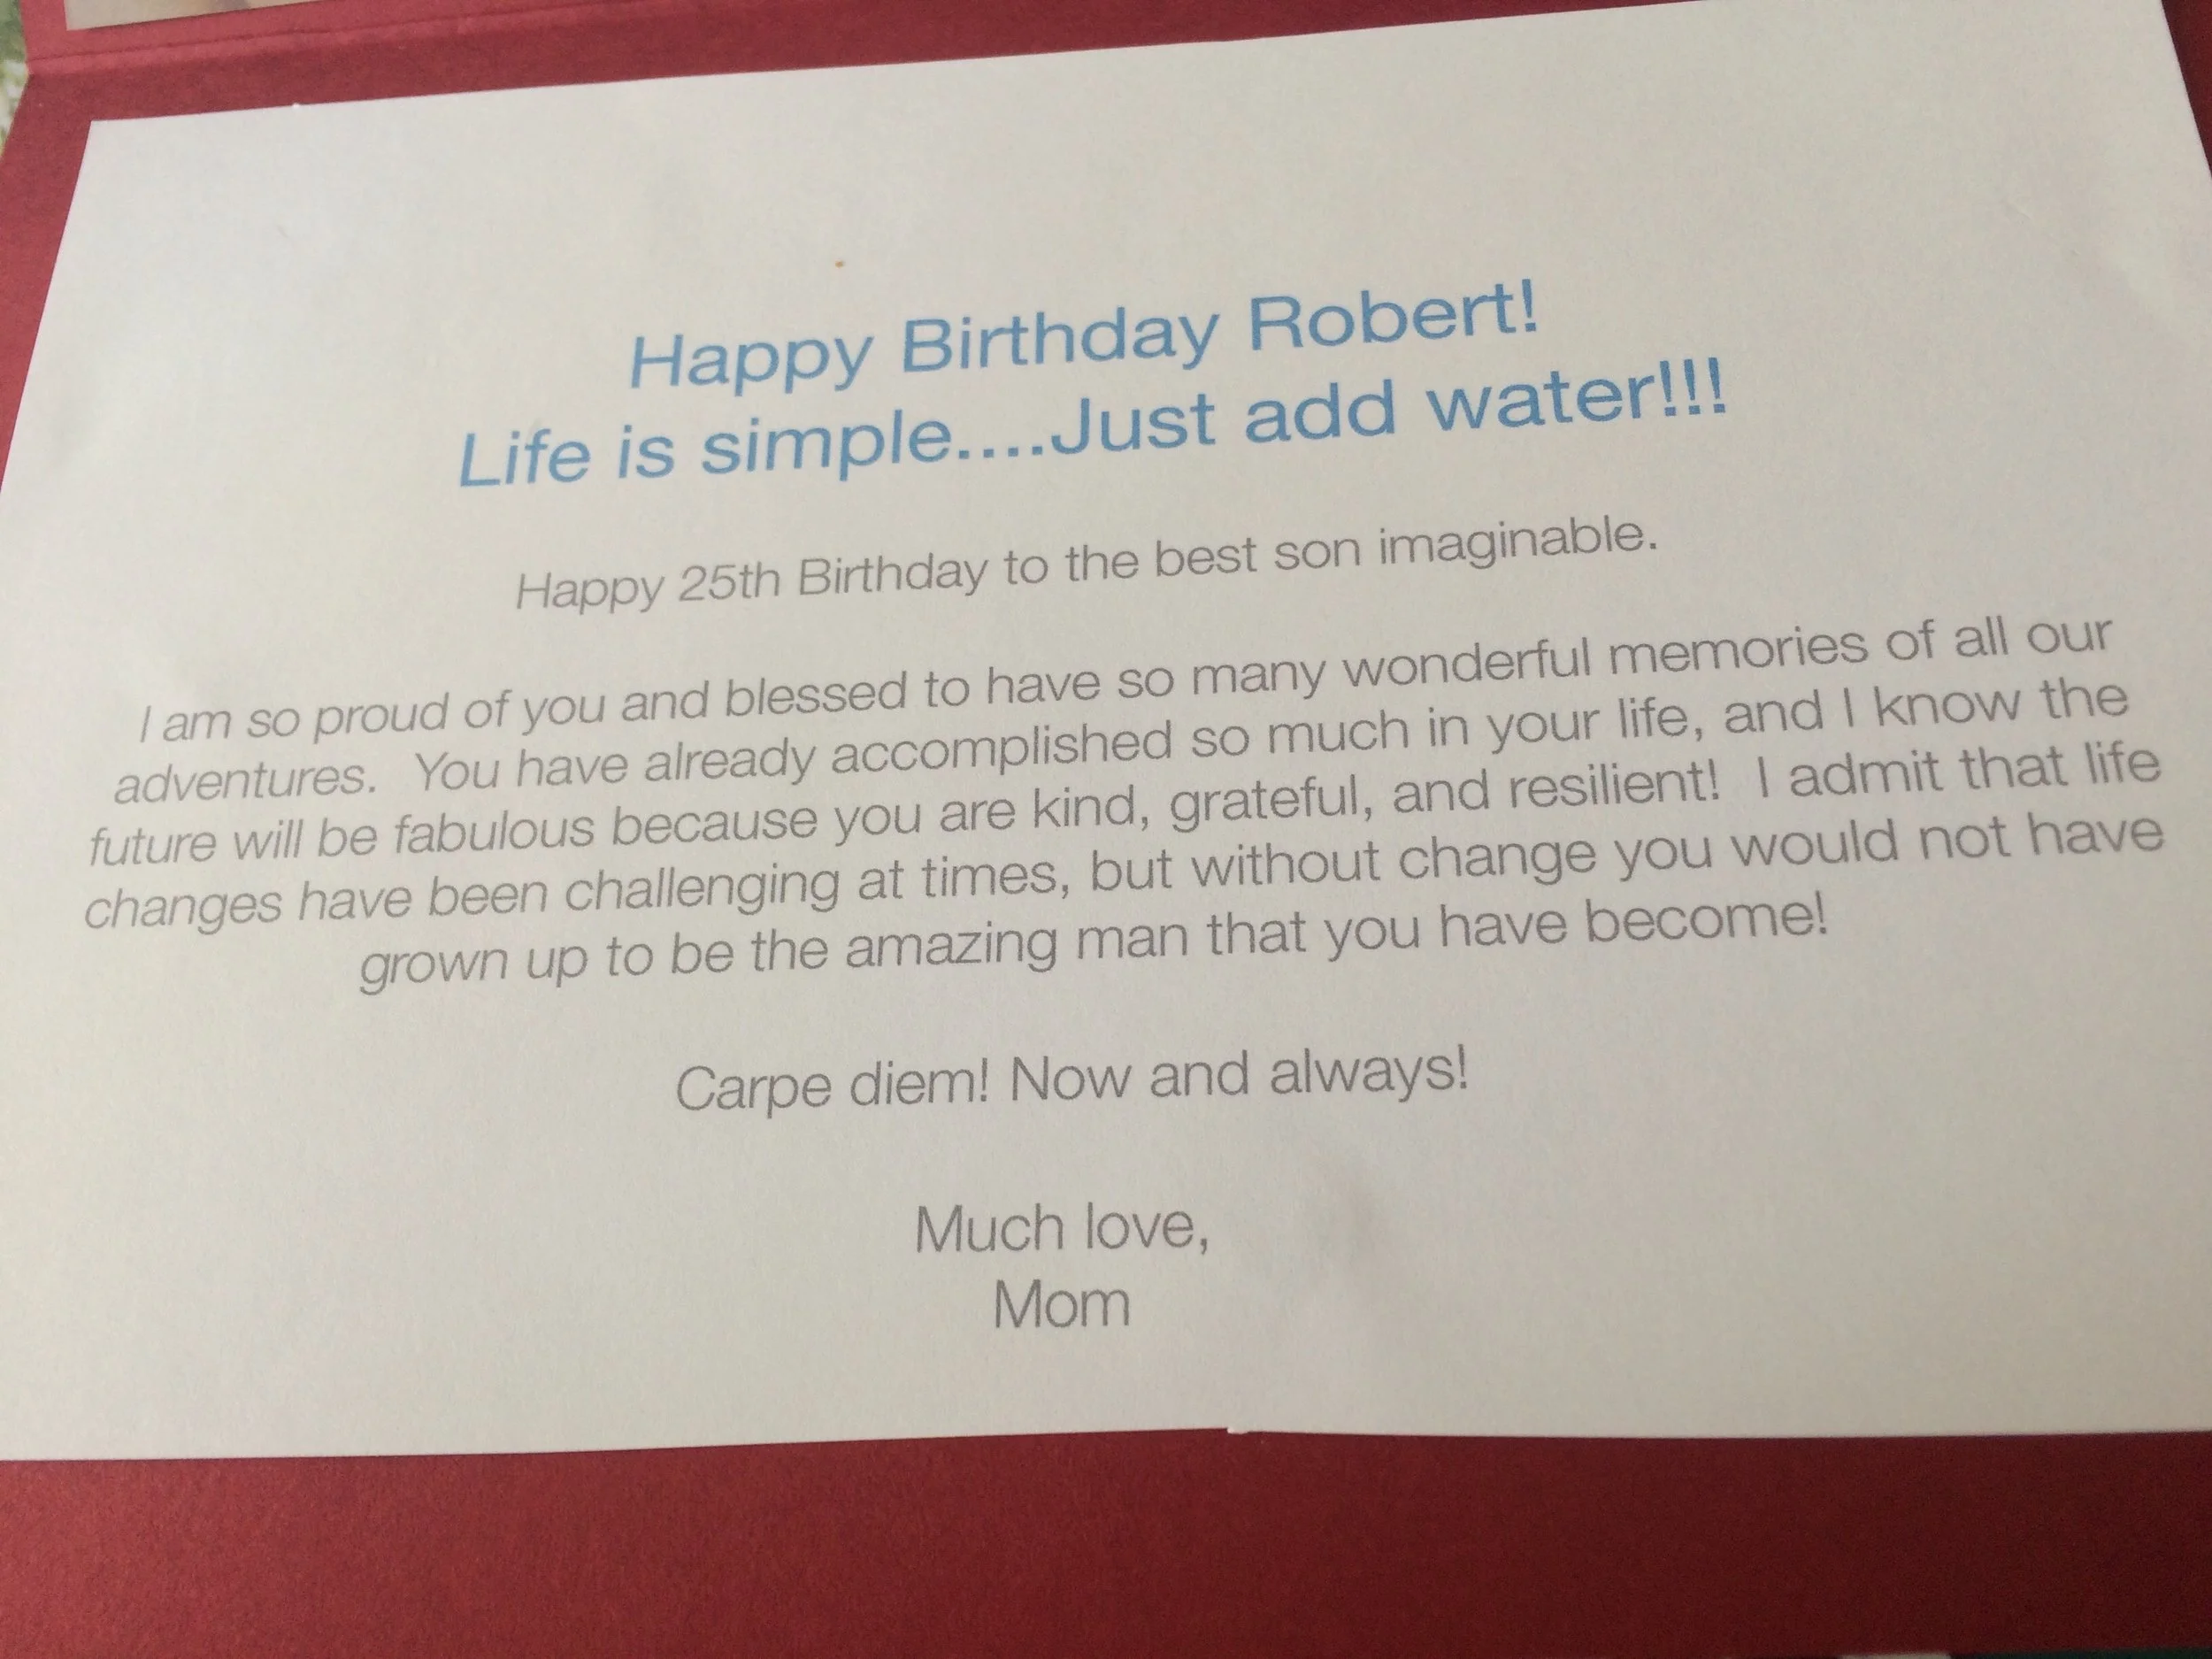 Happy Birthday Robert!
Life is simple....Just add water!!!
Happy 25th Birthday to the best son imaginable.
I am so proud of you and blessed to have so many wonderful memories of all our
adventures.  You have already accomplished so much in your life, and I know the
future will be fabulous because you are kind, grateful, and resilient!  I admit that life
changes have been challenging at times, but without change you would not have
grown up to be the amazing man that you have become!
Carpe diem! Now and always!
Much love,
Mom